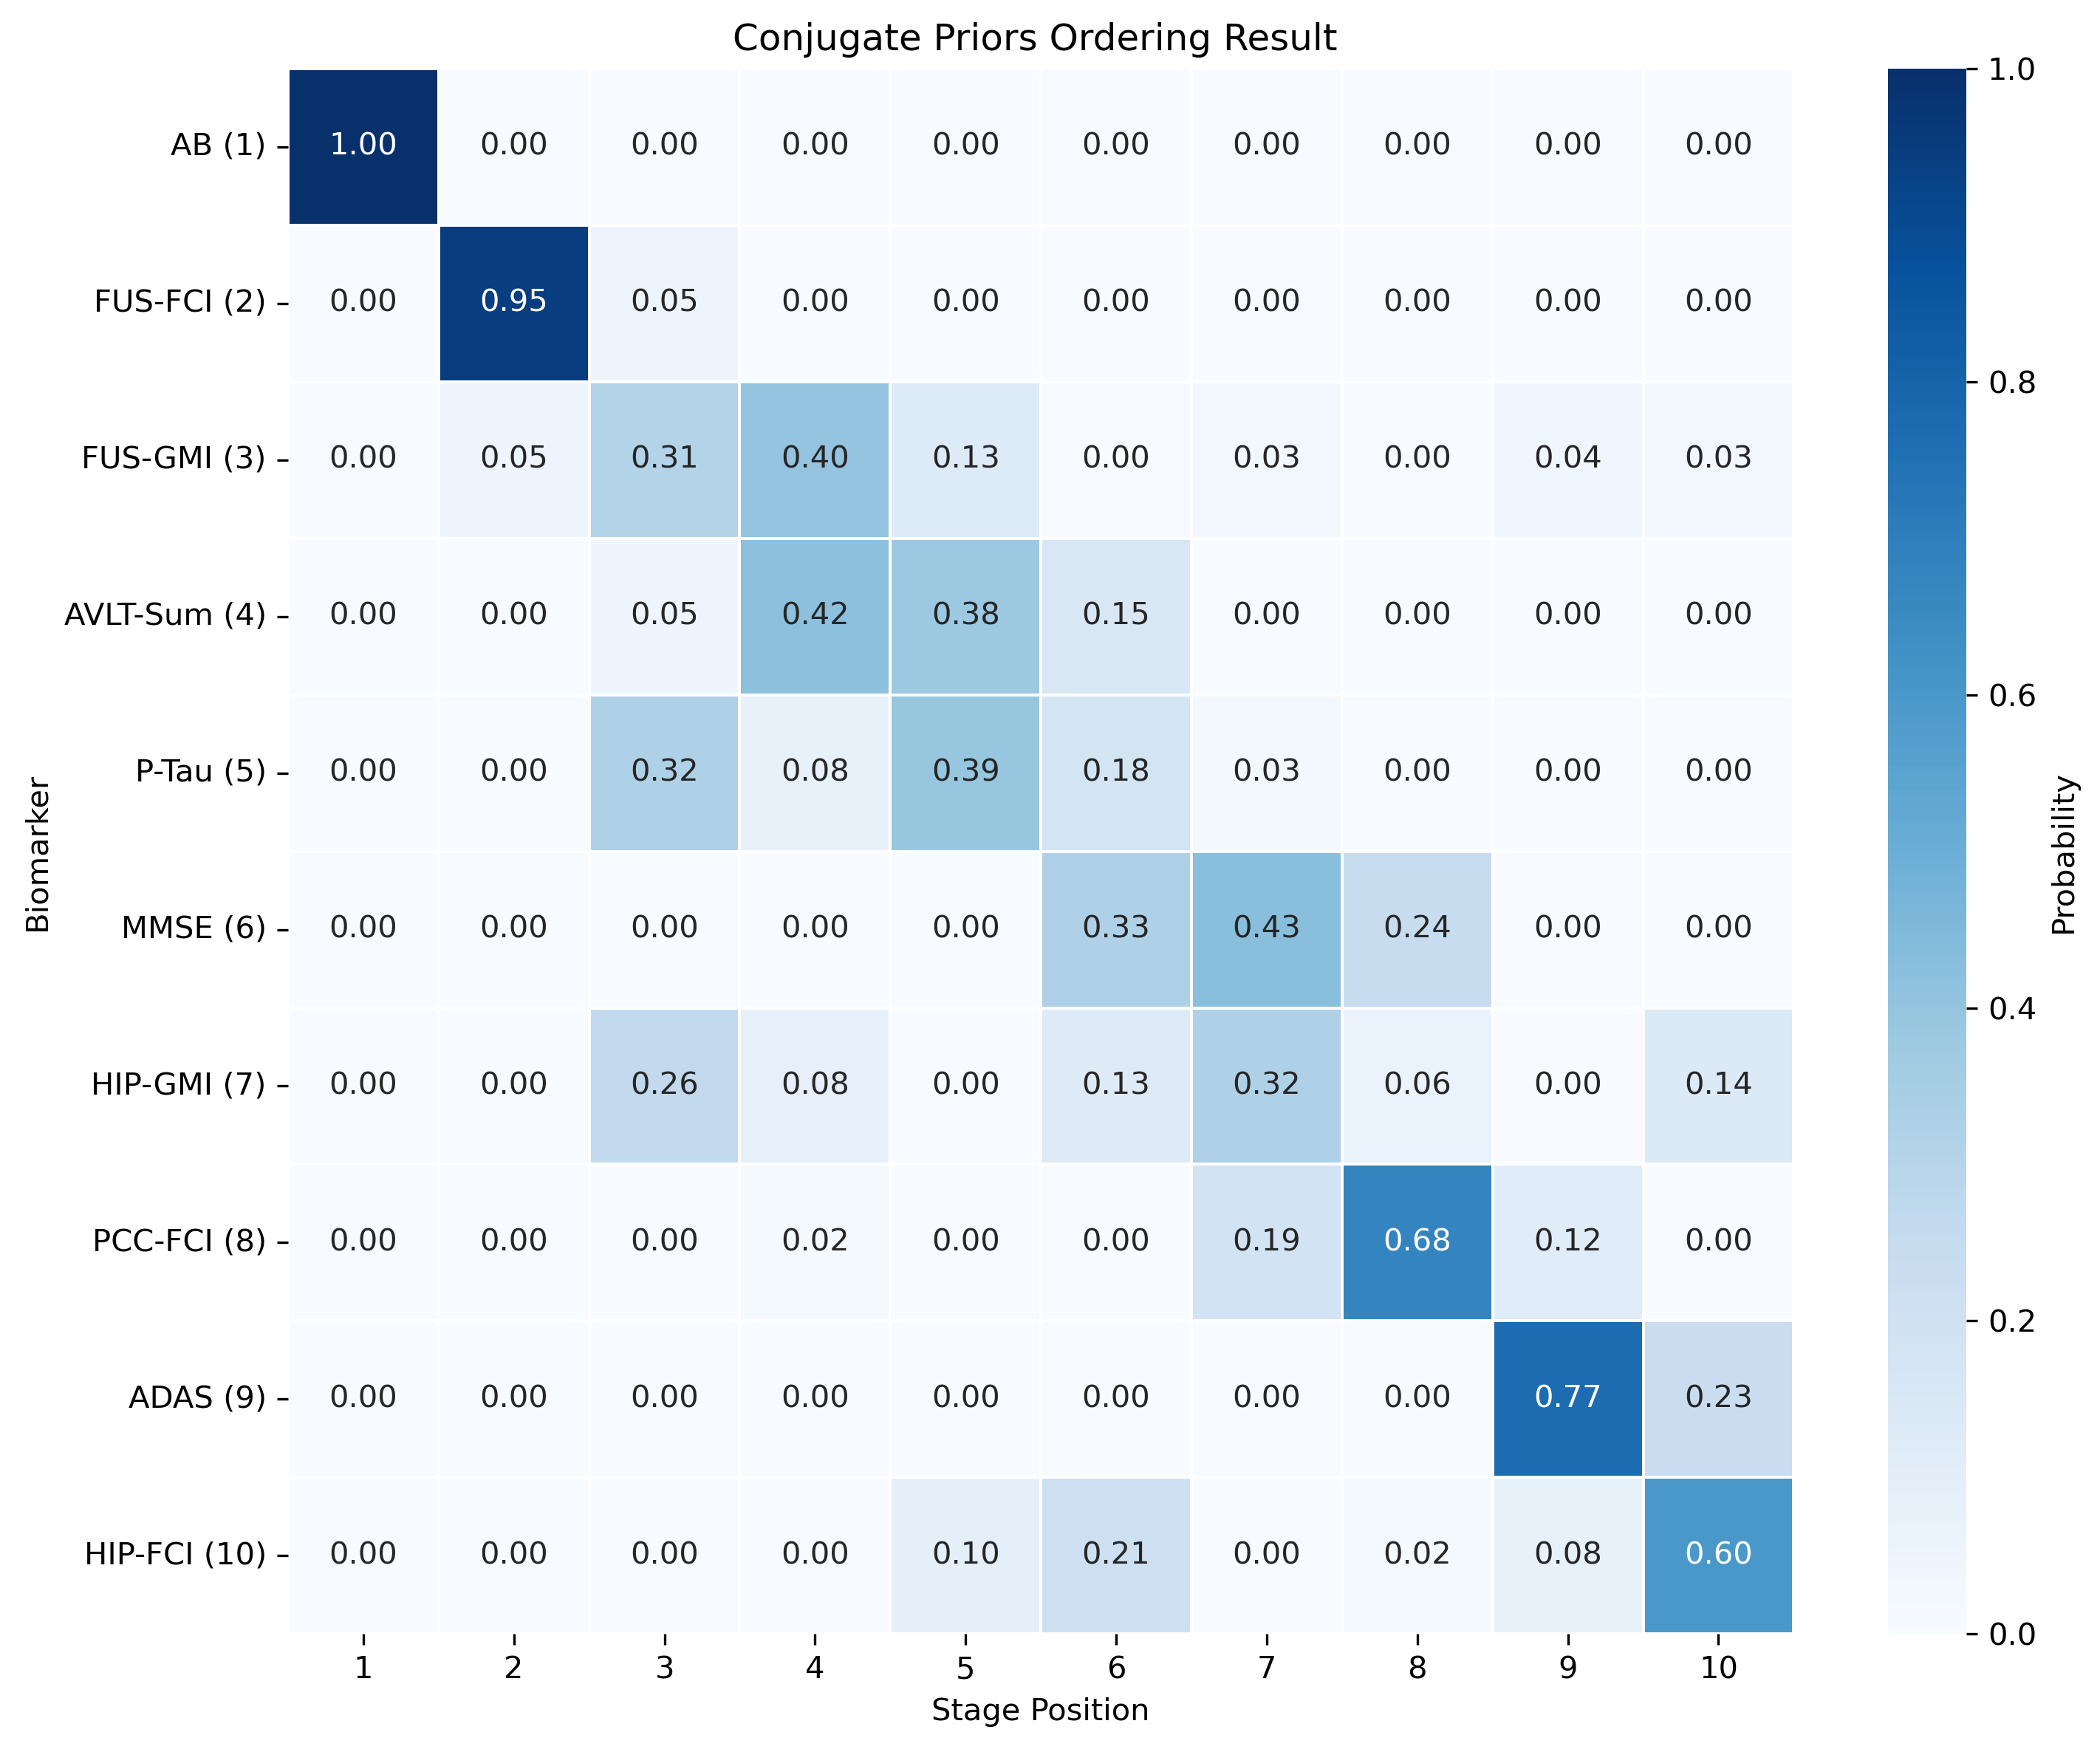 Conjugate Priors Ordering Result
AB (1) 1.00 0.00 0.00 0.00 0.00 0.00 0.00 0.00 0.00 0.00
FUS-FCI (2) 0.00 0.95 0.05 0.00 0.00 0.00 0.00 0.00 0.00 0.00
FUS-GMI (3) 0.00 0.05 0.31 0.40 0.13 0.00 0.03 0.00 0.04 0.03
AVLT-Sum (4) 0.00 0.00 0.05 0.42 0.38 0.15 0.00 0.00 0.00 0.00
P-Tau (5) 0.00 0.00 0.32 0.08 0.39 0.18 0.03 0.00 0.00 0.00
MMSE (6) 0.00 0.00 0.00 0.00 0.00 0.33 0.43 0.24 0.00 0.00
HIP-GMI (7) 0.00 0.00 0.26 0.08 0.00 0.13 0.32 0.06 0.00 0.14
PCC-FCI (8) 0.00 0.00 0.00 0.02 0.00 0.00 0.19 0.68 0.12 0.00
ADAS (9) 0.00 0.00 0.00 0.00 0.00 0.00 0.00 0.00 0.77 0.23
HIP-FCI (10) 0.00 0.00 0.00 0.00 0.10 0.21 0.00 0.02 0.08 0.60
1 2 3 4 5 6 7 8 9 10
Stage Position
Biomarker
1.0
0.8
0.6
0.4
0.2
0.0
Probability